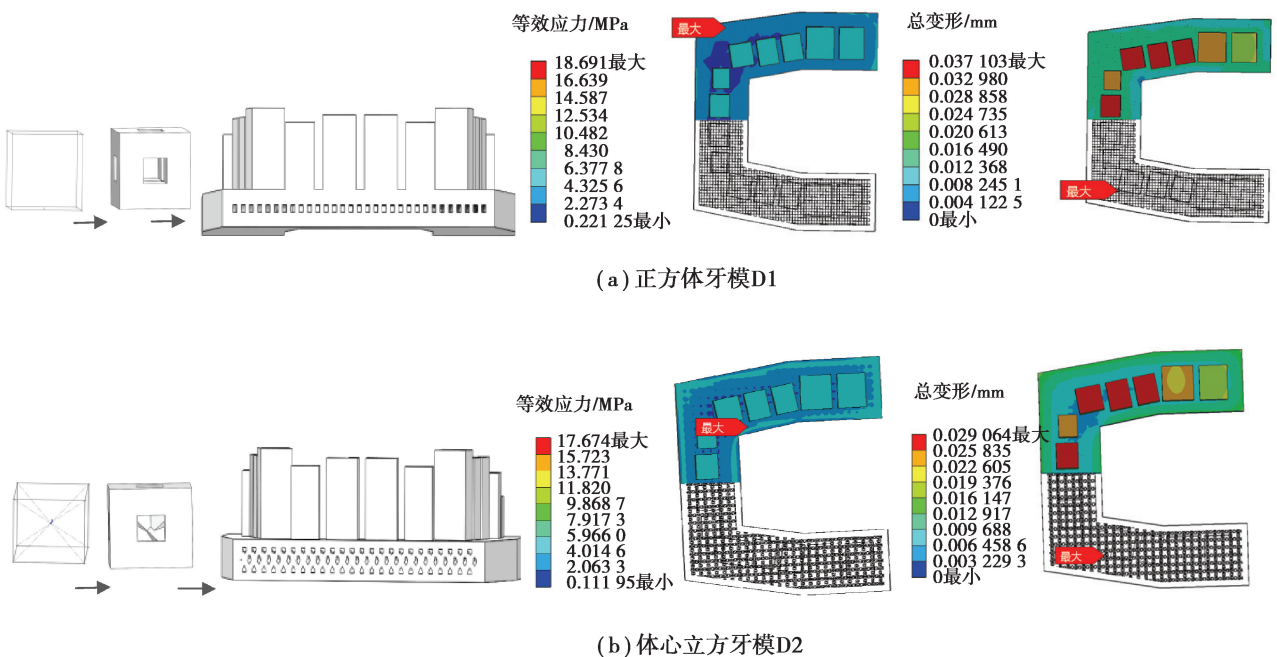 等效应力/MPa
18.691最大
16.639
14.587
12.534
10.482
8.430
6.377 8
4.325 6
2.273 4
0.221 25最小
最大
总变形/mm
0.037 103最大
0.032 980
0.028 858
0.024 735
0.020 613
0.016 490
0.012 368
0.008 245 1
0.004 122 5
0最小
最大
(a)正方体牙模D1
等效应力/MPa
17.674最大
15.723
13.771
11.820
9.868 7
7.917 3
5.966 0
4.014 6
2.063 3
0.111 95最小
最大
总变形/mm
0.029 064最大
0.025 835
0.022 605
0.019 376
0.016 147
0.012 917
0.009 688
0.006 458 6
0.003 229 3
0最小
最大
(b)体心立方牙模D2